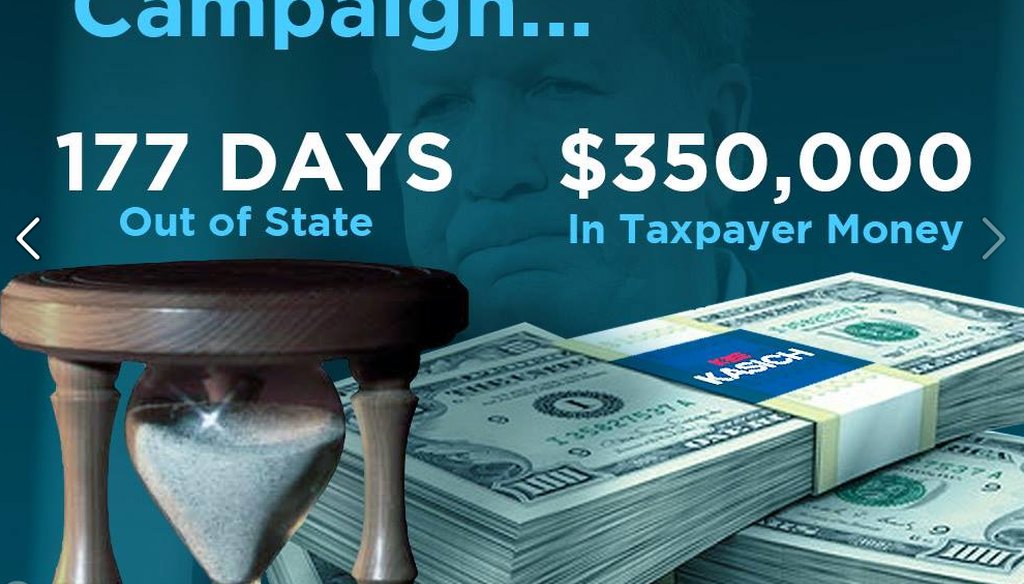 Campaign...
177 DAYS
Out of State
$350,000
In Taxpayer Money
KASICH